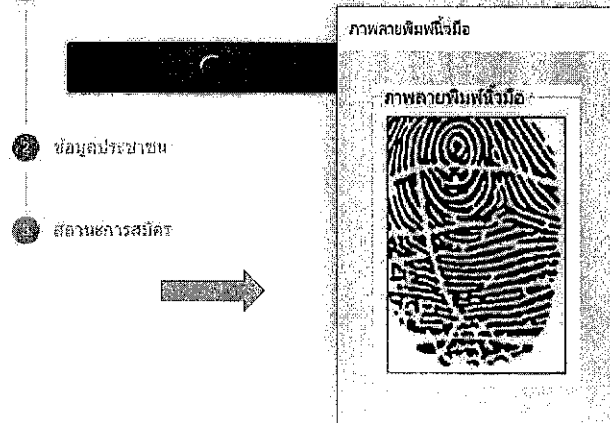 ภาพลายพิมพ์นิ้วมือ
ภาพลายพิมพ์นิ้วมือ
2 ข้อมูลประชาชน
3 สถานะการสมัคร